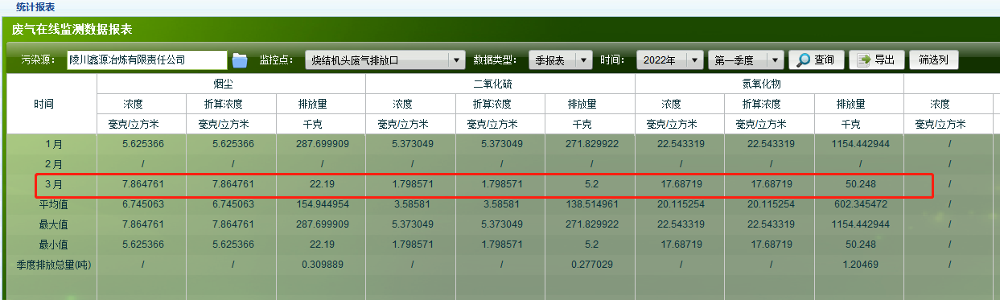 统计报表
废气在线监测数据报表
污染源： 陵川鑫源冶炼有限责任公司 监控点： 烧结机头废气排放口 数据类型： 季报表 时间： 2022年 第一季度 查询 导出 筛选列
烟尘 二氧化硫 氮氧化物
时间 浓度 折算浓度 排放量 浓度 折算浓度 排放量 浓度 折算浓度 排放量 浓度
毫克/立方米 毫克/立方米 千克 毫克/立方米 毫克/立方米 千克 毫克/立方米 毫克/立方米 千克 毫克/立方米
1月 5.625366 5.625366 287.699909 5.373049 5.373049 271.829922 22.543319 22.543319 1154.442944 /
2月 / / / / / / / / / /
3月 7.864761 7.864761 22.19 1.798571 1.798571 5.2 17.68719 17.68719 50.248 /
平均值 6.745063 6.745063 154.944954 3.58581 3.58581 138.514961 20.115254 20.115254 602.345472 /
最大值 7.864761 7.864761 287.699909 5.373049 5.373049 271.829922 22.543319 22.543319 1154.442944 /
最小值 5.625366 5.625366 22.19 1.798571 1.798571 5.2 17.68719 17.68719 50.248 /
季度排放总量(吨) / / 0.309889 / / 0.277029 / / 1.20469 /